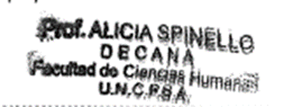 Prof. ALICIA SPINELLO
DECANA
Facultad de Ciencias Humanas
U.N.C.P.B.A.